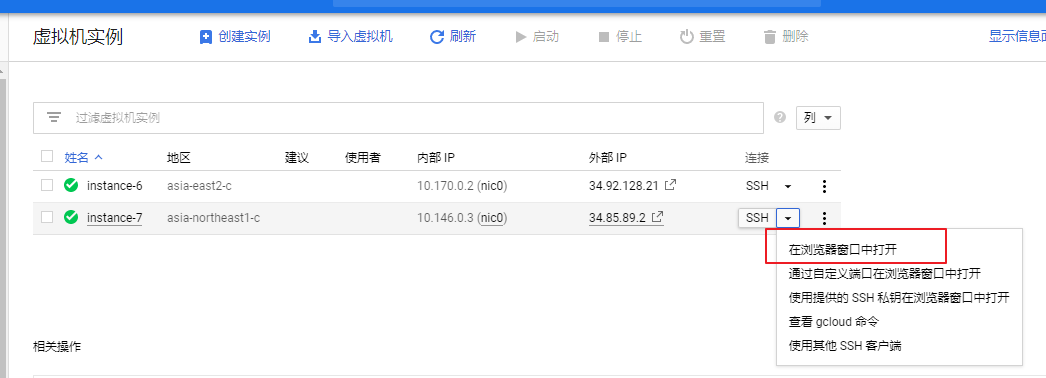 虚拟机实例 创建实例 导入虚拟机 刷新 启动 停止 重置 删除 显示信息面
过滤虚拟机实例 列
姓名 地区 建议 使用者 内部 IP 外部 IP 连接
instance-6 asia-east2-c 10.170.0.2 (nic0) 34.92.128.21 SSH
instance-7 asia-northeast1-c 10.146.0.3 (nic0) 34.85.89.2 SSH
在浏览器窗口中打开
通过自定义端口在浏览器窗口中打开
使用提供的 SSH 私钥在浏览器窗口中打开
查看 gcloud 命令
使用其他 SSH 客户端
相关操作